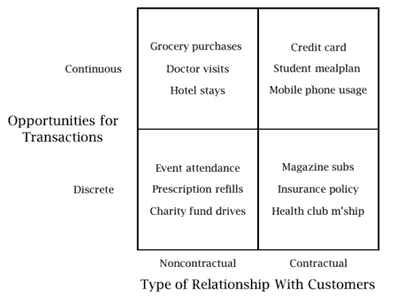 Grocery purchases
Doctor visits
Hotel stays
Credit card
Student mealplan
Mobile phone usage
Continuous
Opportunities for
Transactions
Discrete
Event attendance
Prescription refills
Charity fund drives
Magazine subs
Insurance policy
Health club m'ship
Noncontractual
Contractual
Type of Relationship With Customers